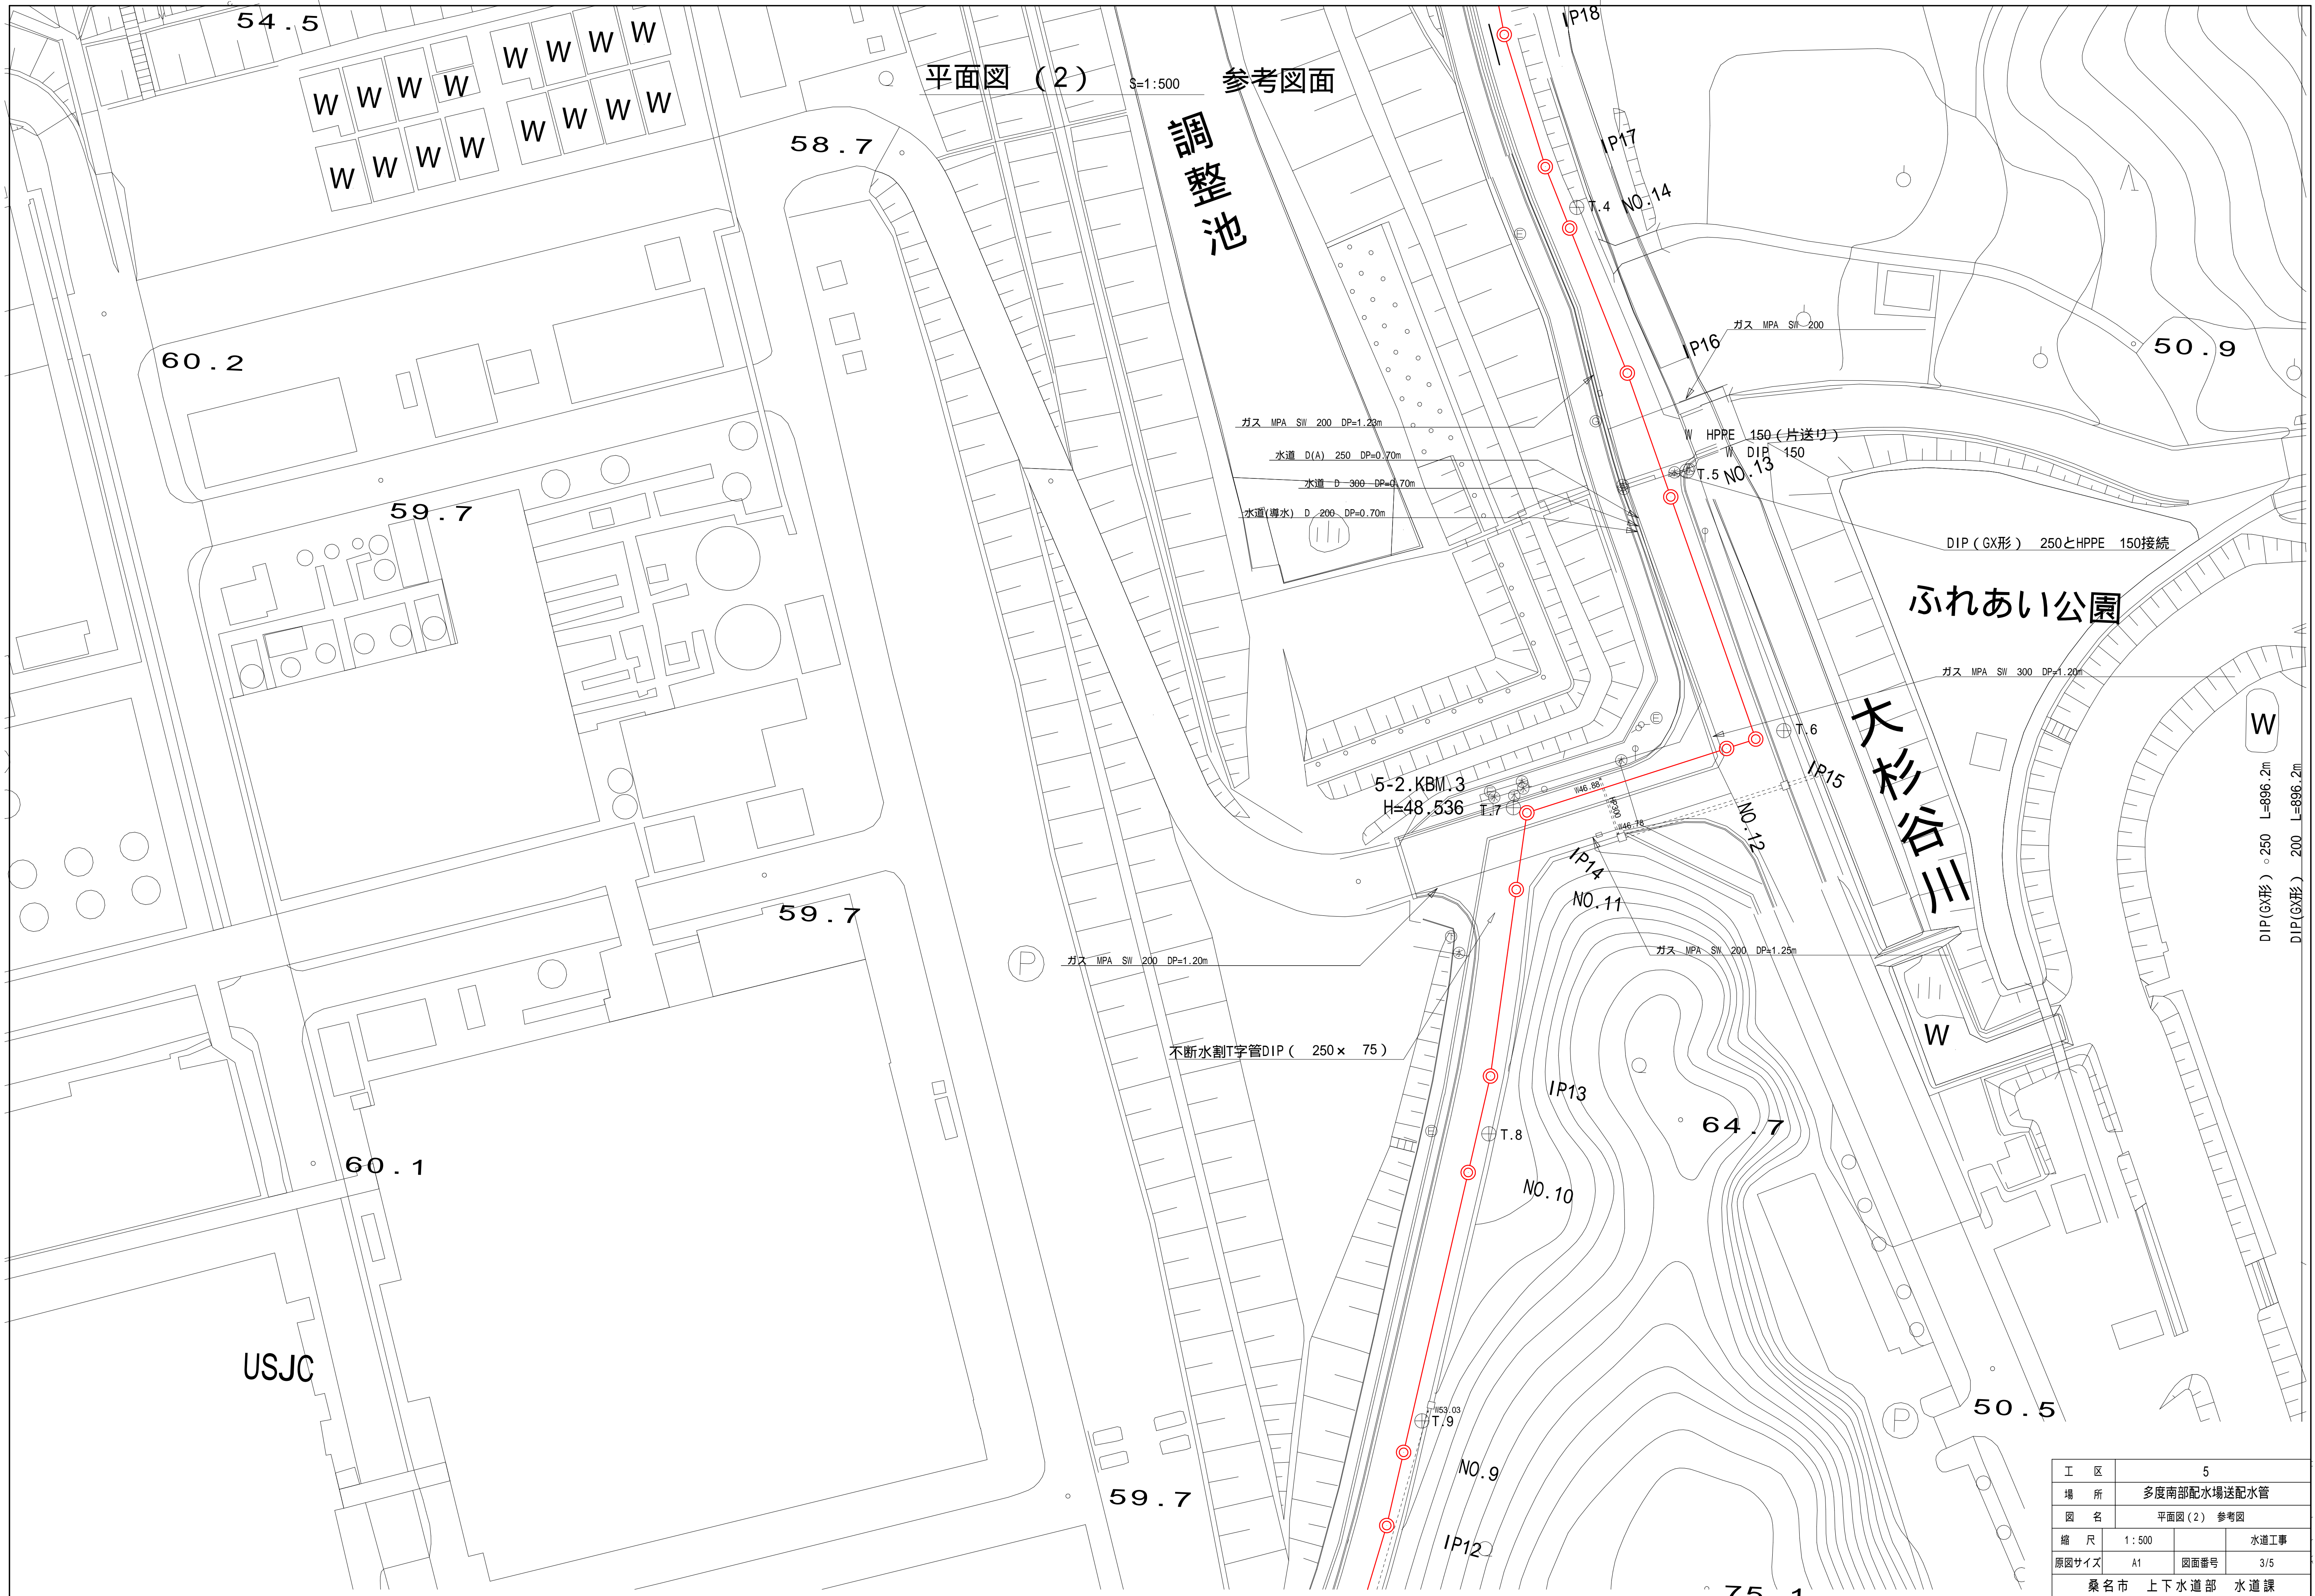 54.5
W W W W
W W W W
W W W W
W W W W
平面図 (2) S=1:500 参考図面
58.7
調整池
IP18
IP17
T.4 NO.14
60.2
IP16
ガス MPA SW 200
50.9
ガス MPA SW 200 DP=1.23m
W HPPE 150(片送り)
W DIP 150
水道 D(A) 250 DP=0.70m
T.5 NO.13
水道 D 300 DP=0.70m
水道(導水) D 200 DP=0.70m
59.7
DIP(GX形) 250とHPPE 150接続
ふれあい公園
ガス MPA SW 300 DP=1.20m
大杉谷川
W
T.6
IP15
5-2.KBM.3
H=48.536 T.7
W46.88
HP300
W46.78
NO.12
DIP(GX形) 250 L=896.2m
DIP(GX形) 200 L=896.2m
IP14
NO.11
59.7
P
ガス MPA SW 200 DP=1.20m
ガス MPA SW 200 DP=1.25m
W
不断水割T字管DIP( 250× 75)
IP13
T.8
64.7
60.1
NO.10
USJC
W53.03
T.9
P
50.5
NO.9
59.7
IP12
75.1
工区 5
場所 多度南部配水場送配水管
図名 平面図(2) 参考図
縮尺 1:500 水道工事
原図サイズ A1 図面番号 3/5
桑名市 上下水道部 水道課